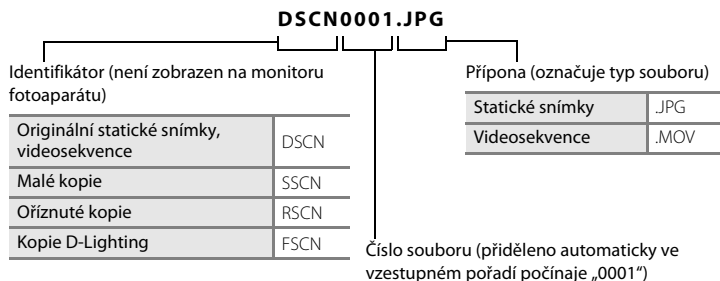 DSCN0001.JPG
Identifikátor (není zobrazen na monitoru
fotoaparátu)
Originální statické snímky,
videosekvence
DSCN
Malé kopie SSCN
Oříznuté kopie RSCN
Kopie D-Lighting FSCN
Přípona (označuje typ souboru)
Statické snímky .JPG
Videosekvence .MOV
Číslo souboru (přiděleno automaticky ve
vzestupném pořadí počínaje „0001“)